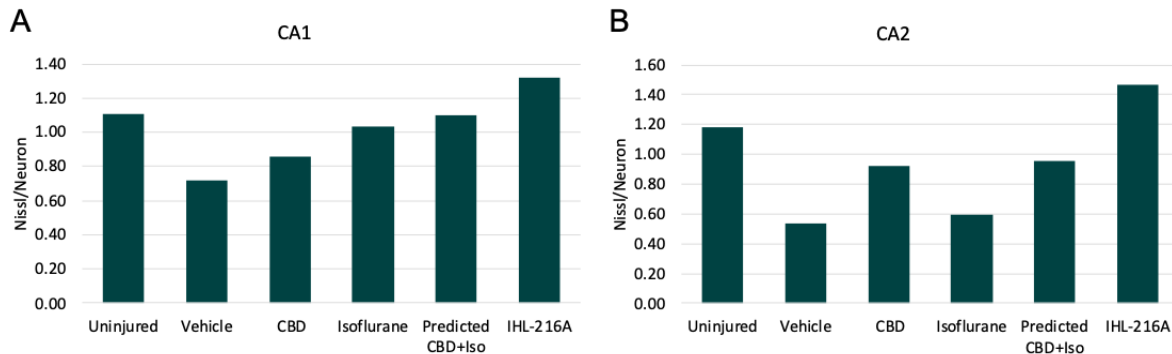 A
CA1
Nissl/Neuron
1.40
1.20
1.00
0.80
0.60
0.40
0.20
0.00
Uninjured Vehicle CBD Isoflurane Predicted IHL-216A
CBD+Iso
B
CA2
Nissl/Neuron
1.60
1.40
1.20
1.00
0.80
0.60
0.40
0.20
0.00
Uninjured Vehicle CBD Isoflurane Predicted IHL-216A
CBD+Iso